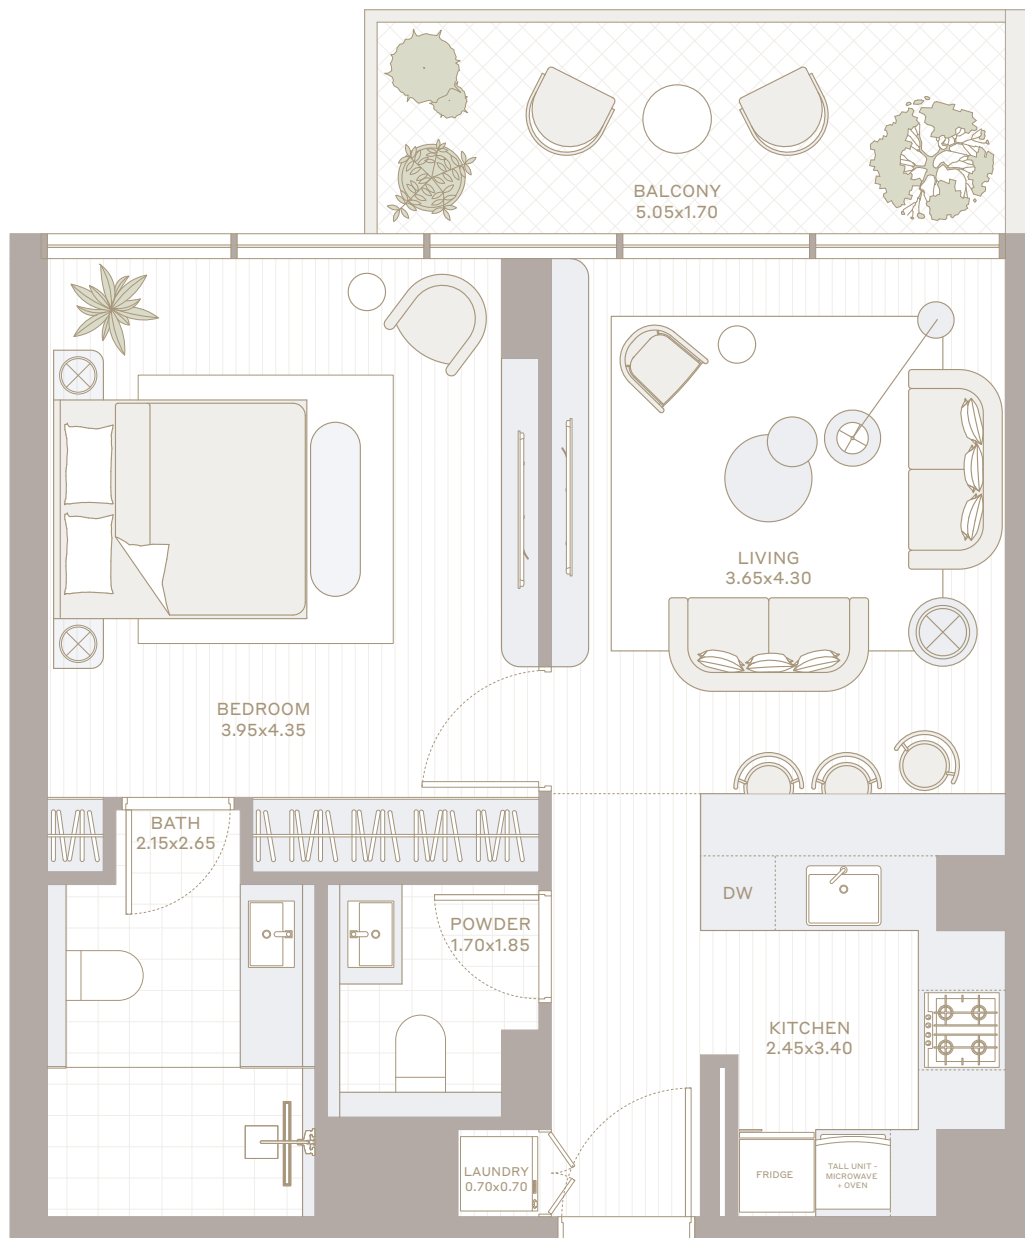 BALCONY
5.05x1.70
LIVING
3.65x4.30
BEDROOM
3.95x4.35
BATH
2.15x2.65
DW
POWDER
1.70x1.85
KITCHEN
2.45x3.40
LAUNDRY
0.70x0.70
FRIDGE
TALL UNIT -
MICROWAVE
+ OVEN